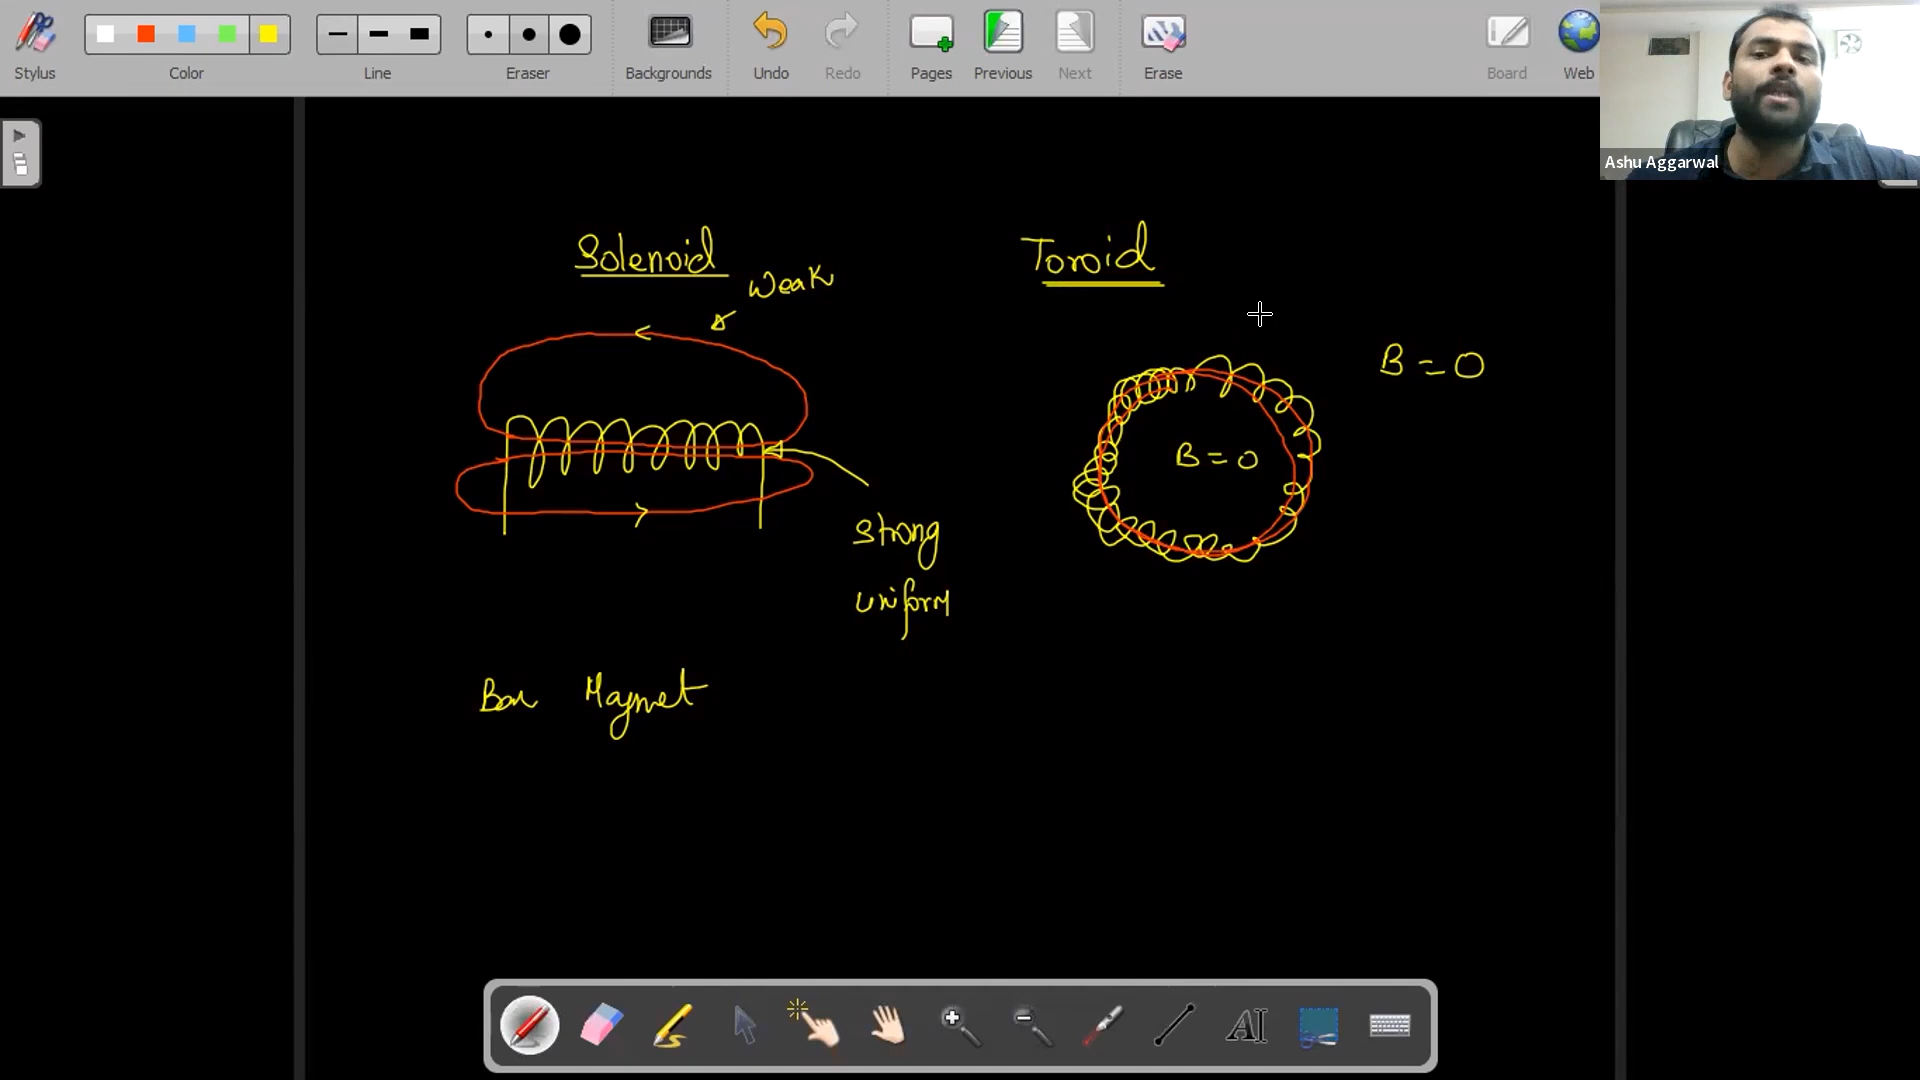 Stylus
Color
Line
Eraser
Backgrounds
Undo
Redo
Pages
Previous
Next
Erase
Board
Web
Ashu Aggarwal
Solenoid
Toroid
Weak
B = 0
B = 0
Strong
uniform
Bar Magnet
AI